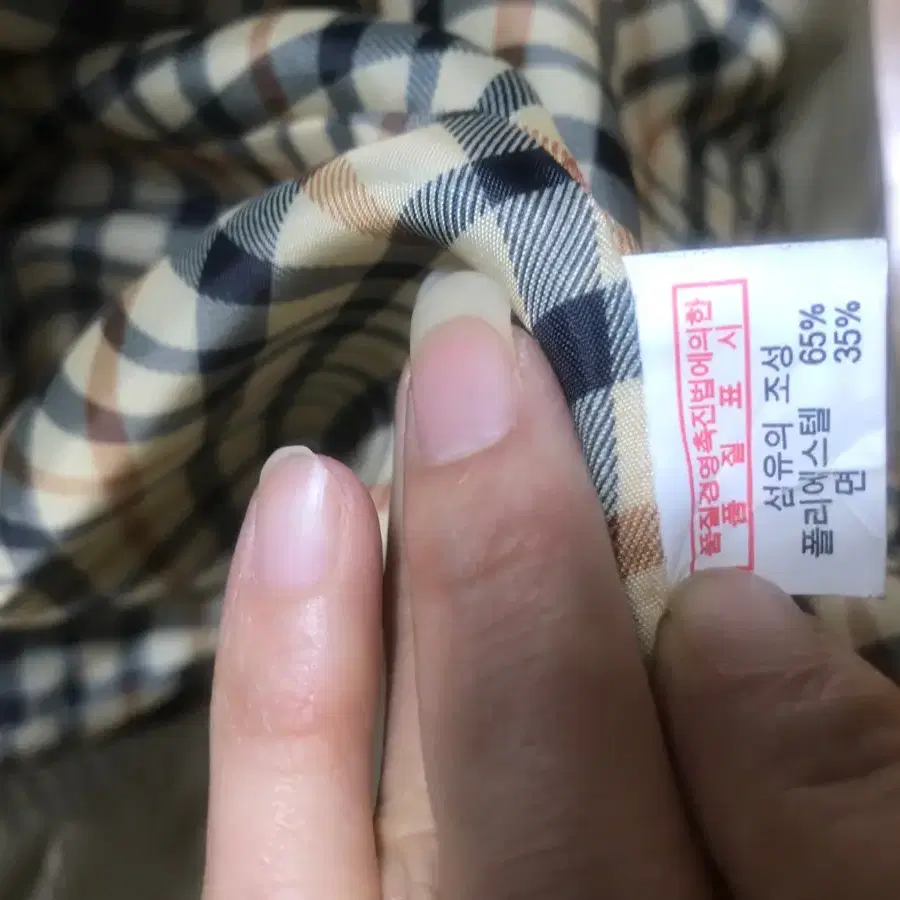 품질경영촉진법에의한
품 질 표 시
섬유의 조성
폴리에스텔 65%
면 35%